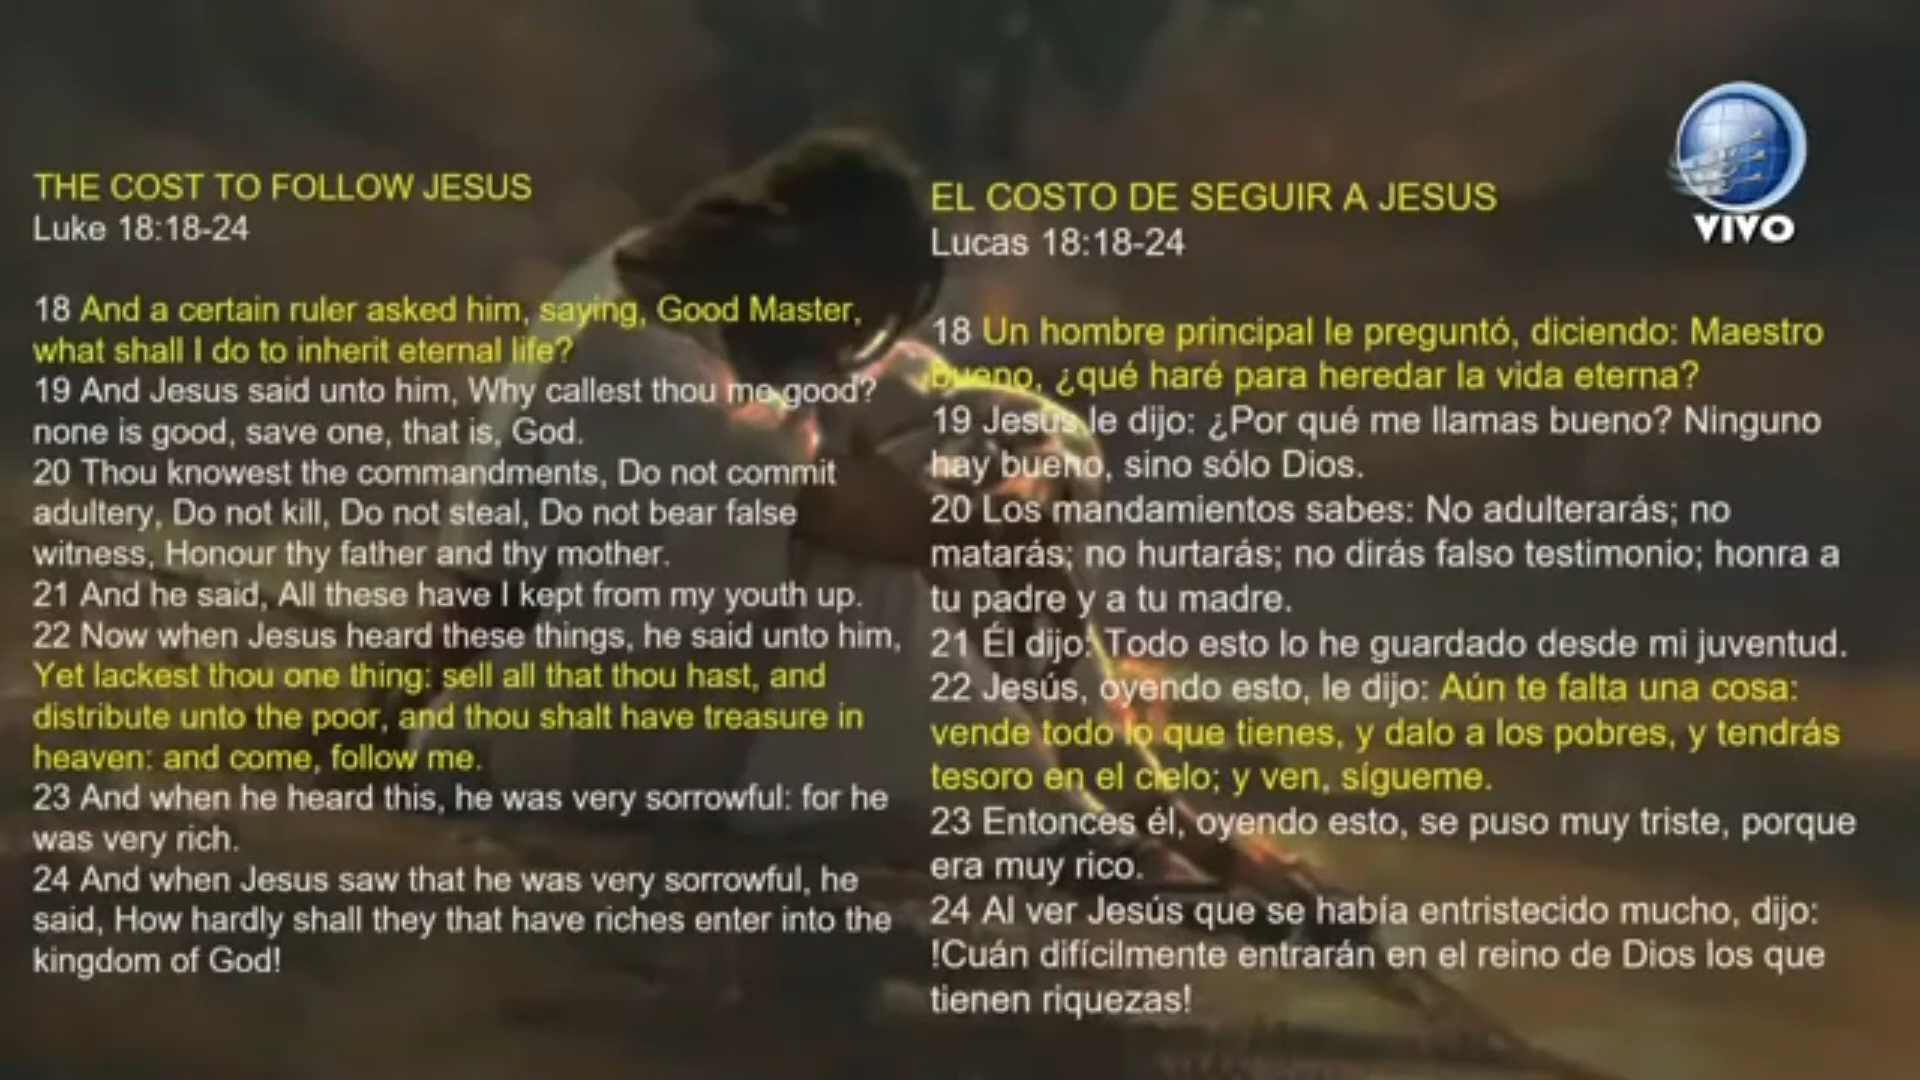 THE COST TO FOLLOW JESUS
Luke 18:18-24
18 And a certain ruler asked him, saying, Good Master,
what shall I do to inherit eternal life?
19 And Jesus said unto him, Why callest thou me good?
none is good, save one, that is, God.
20 Thou knowest the commandments, Do not commit
adultery, Do not kill, Do not steal, Do not bear false
witness, Honour thy father and thy mother.
21 And he said, All these have I kept from my youth up.
22 Now when Jesus heard these things, he said unto him,
Yet lackest thou one thing: sell all that thou hast, and
distribute unto the poor, and thou shalt have treasure in
heaven: and come, follow me.
23 And when he heard this, he was very sorrowful: for he
was very rich.
24 And when Jesus saw that he was very sorrowful, he
said, How hardly shall they that have riches enter into the
kingdom of God!
EL COSTO DE SEGUIR A JESUS
Lucas 18:18-24
18 Un hombre principal le preguntó, diciendo: Maestro
bueno, ¿qué haré para heredar la vida eterna?
19 Jesús le dijo: ¿Por qué me llamas bueno? Ninguno
hay bueno, sino sólo Dios.
20 Los mandamientos sabes: No adulterarás; no
matarás; no hurtarás; no dirás falso testimonio; honra a
tu padre y a tu madre.
21 Él dijo: Todo esto lo he guardado desde mi juventud.
22 Jesús, oyendo esto, le dijo: Aún te falta una cosa:
vende todo lo que tienes, y dalo a los pobres, y tendrás
tesoro en el cielo; y ven, sígueme.
23 Entonces él, oyendo esto, se puso muy triste, porque
era muy rico.
24 Al ver Jesús que se había entristecido mucho, dijo:
!Cuán difícilmente entrarán en el reino de Dios los que
tienen riquezas!
VIVO